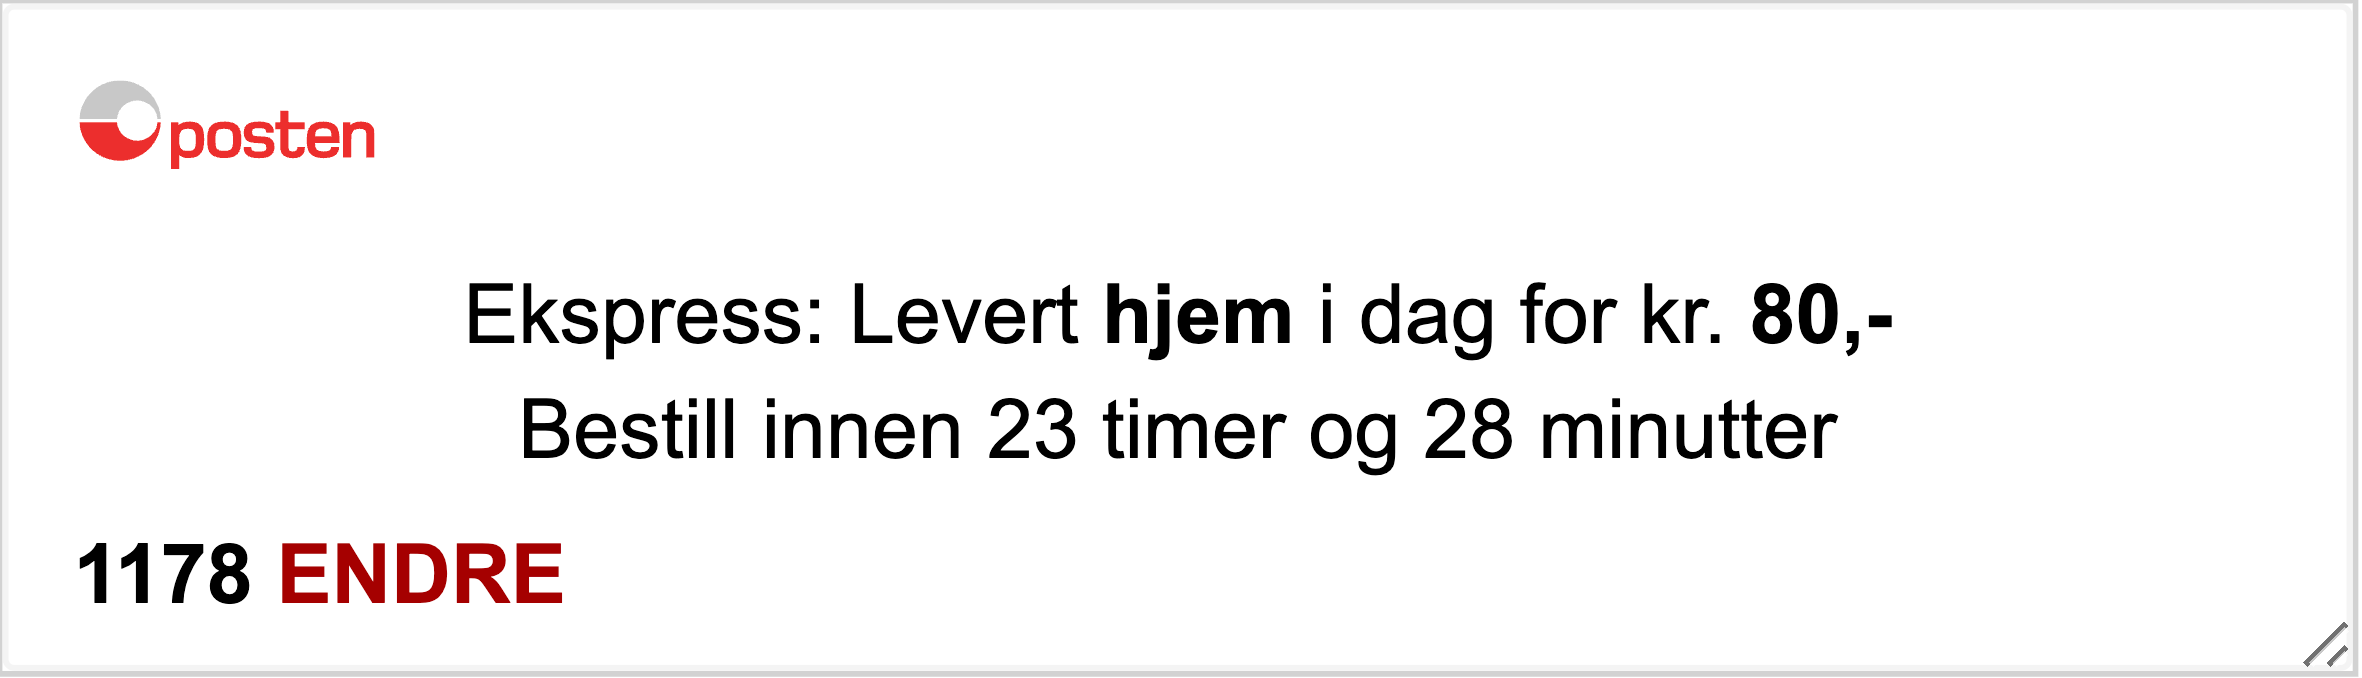 posten
Ekspress: Levert hjem i dag for kr. 80,-
Bestill innen 23 timer og 28 minutter
1178 ENDRE